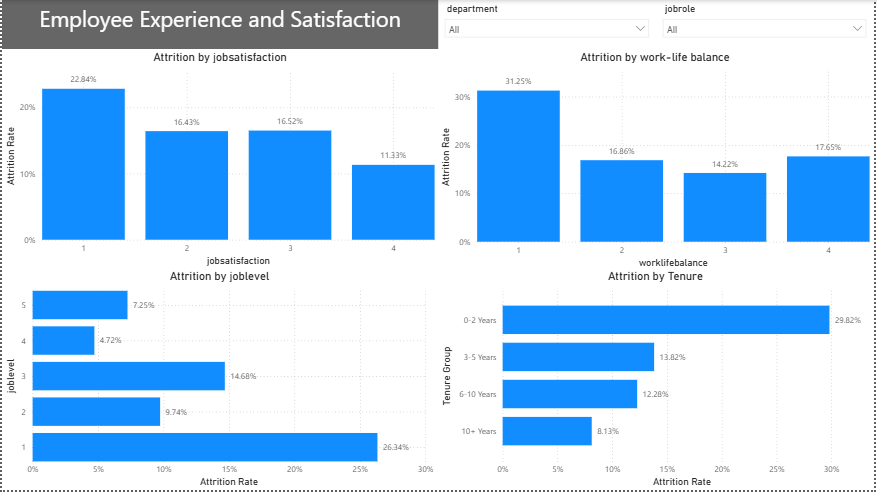 Employee Experience and Satisfaction
department
jobrole
All
All
Attrition by jobsatisfaction
Attrition Rate
20%
10%
0%
22.84%
16.43%
16.52%
11.33%
1
2
3
4
jobsatisfaction
Attrition by work-life balance
Attrition Rate
30%
20%
10%
0%
31.25%
16.86%
14.22%
17.65%
1
2
3
4
worklifebalance
Attrition by joblevel
joblevel
5
7.25%
4
4.72%
3
14.68%
2
9.74%
1
26.34%
0%
5%
10%
15%
20%
25%
30%
Attrition Rate
Attrition by Tenure
Tenure Group
0-2 Years
29.82%
3-5 Years
13.82%
6-10 Years
12.28%
10+ Years
8.13%
0%
5%
10%
15%
20%
25%
30%
Attrition Rate